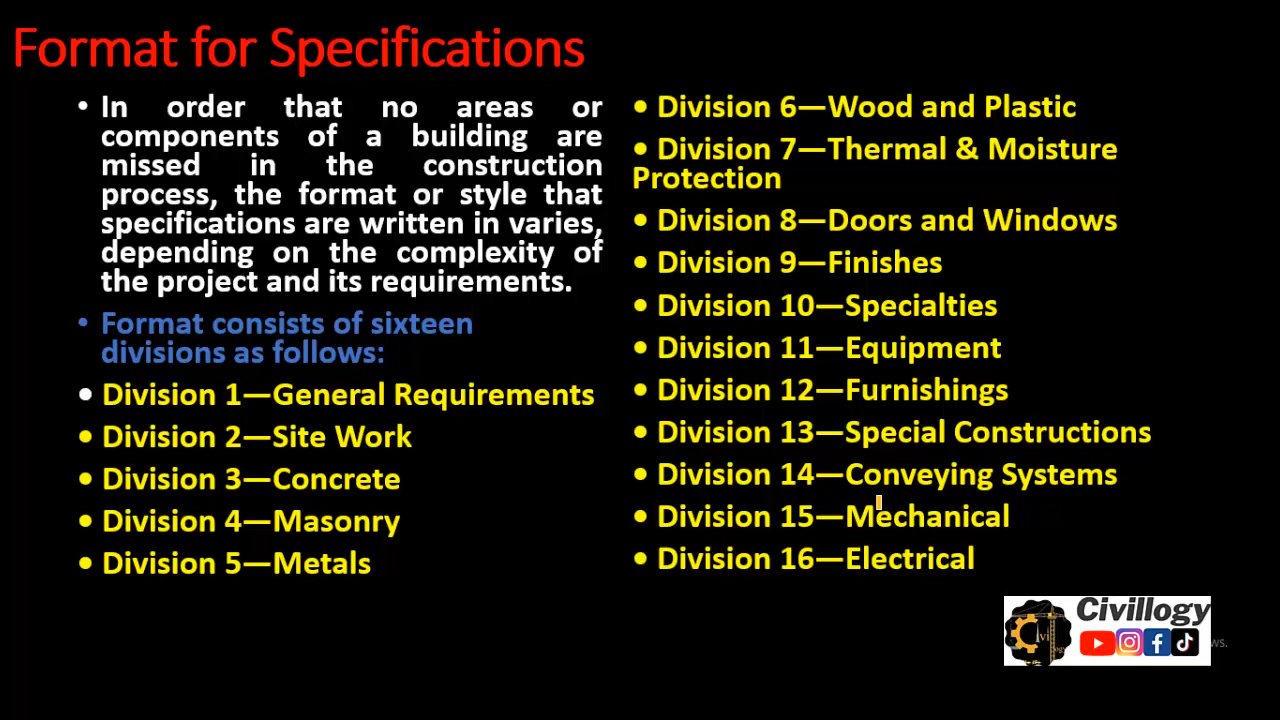 Format for Specifications
• In order that no areas or
components of a building are
missed in the construction
process, the format or style that
specifications are written in varies,
depending on the complexity of
the project and its requirements.
• Format consists of sixteen
divisions as follows:
• Division 1—General Requirements
• Division 2—Site Work
• Division 3—Concrete
• Division 4—Masonry
• Division 5—Metals
• Division 6—Wood and Plastic
• Division 7—Thermal & Moisture
Protection
• Division 8—Doors and Windows
• Division 9—Finishes
• Division 10—Specialties
• Division 11—Equipment
• Division 12—Furnishings
• Division 13—Special Constructions
• Division 14—Conveying Systems
• Division 15—Mechanical
• Division 16—Electrical
Civillogy